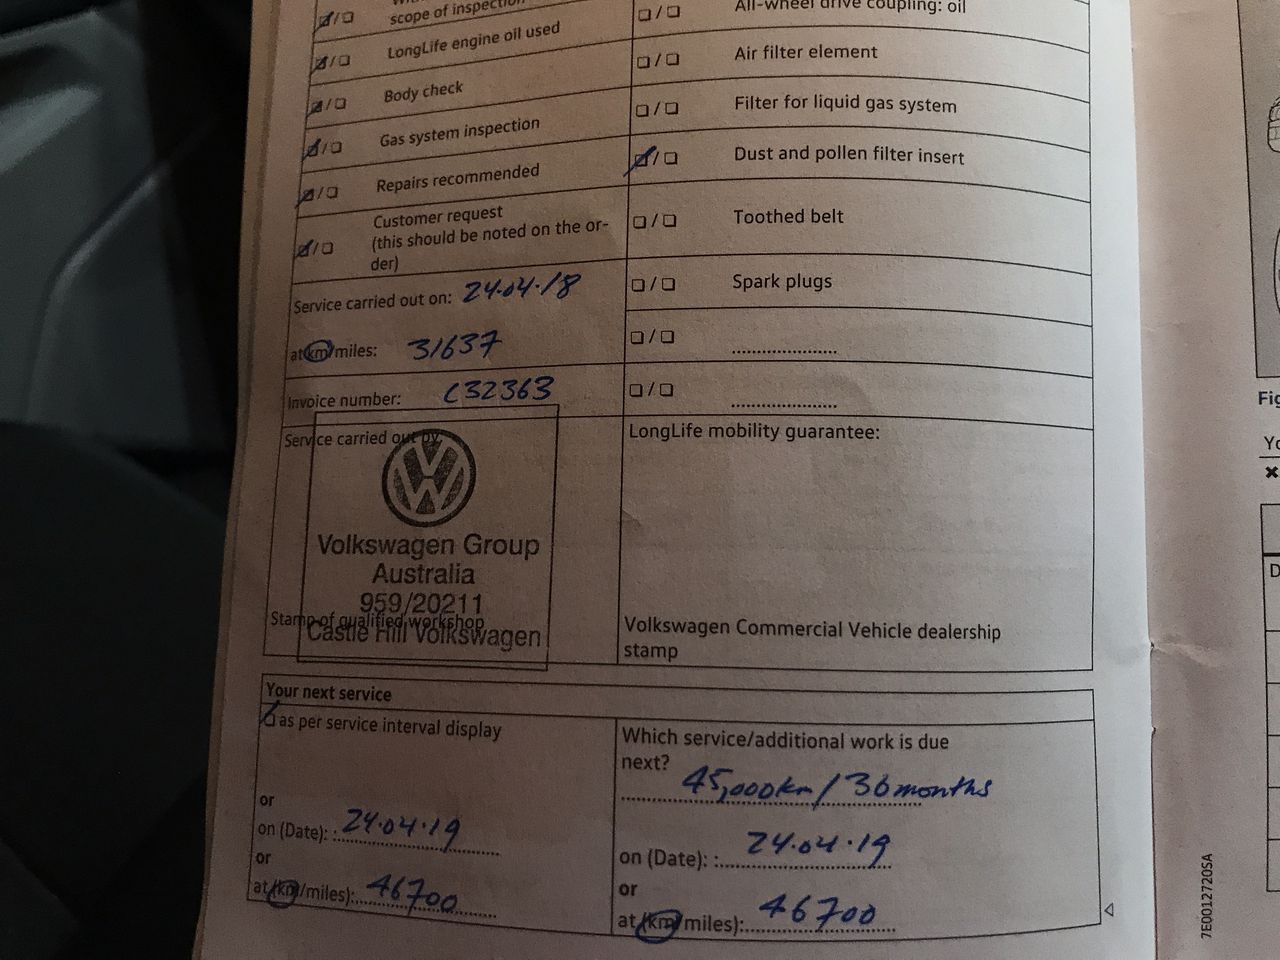 scope of inspection
☑/❏ LongLife engine oil used
☑/❏ Body check
☑/❏ Gas system inspection
☑/❏ Repairs recommended
☑/❏ Customer request
(this should be noted on the or-
der)
Service carried out on: 24.04.18
at km/miles: 31637
Invoice number: C32363
Service carried out by:
Volkswagen Group
Australia
959/20211
Stamp of qualified workshop
Castle Hill Volkswagen
❏/❏ All-wheel drive coupling: oil
❏/❏ Air filter element
❏/❏ Filter for liquid gas system
☑/❏ Dust and pollen filter insert
❏/❏ Toothed belt
❏/❏ Spark plugs
❏/❏ .....................
❏/❏ .....................
LongLife mobility guarantee:
Volkswagen Commercial Vehicle dealership
stamp
Your next service
☑ as per service interval display
or
on (Date): : 24.04.19
or
at (km/miles): 46700
Which service/additional work is due
next?
45,000km / 36 months
on (Date): : 24.04.19
or
at (km/miles): 46700
7E0012720SA
Fig
Yo
D